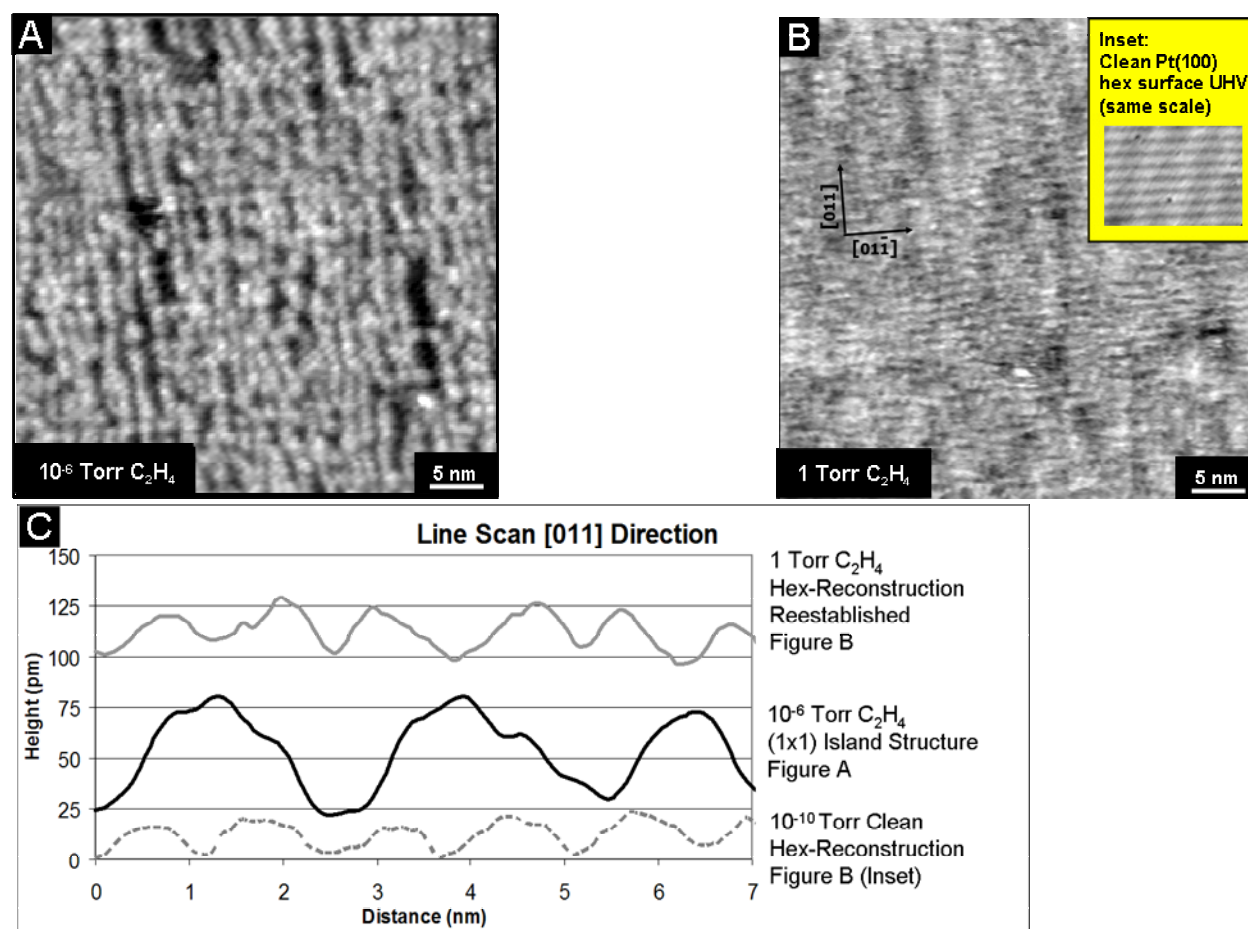 A
10⁻⁶ Torr C₂H₄
5 nm
B
Inset:
Clean Pt(100)
hex surface UHV
(same scale)
[011]
[011̄]
1 Torr C₂H₄
5 nm
C
Line Scan [011] Direction
150
125
100
75
50
25
0
Height (pm)
0 1 2 3 4 5 6 7
Distance (nm)
1 Torr C₂H₄
Hex-Reconstruction
Reestablished
Figure B
10⁻⁶ Torr C₂H₄
(1x1) Island Structure
Figure A
10⁻¹⁰ Torr Clean
Hex-Reconstruction
Figure B (Inset)